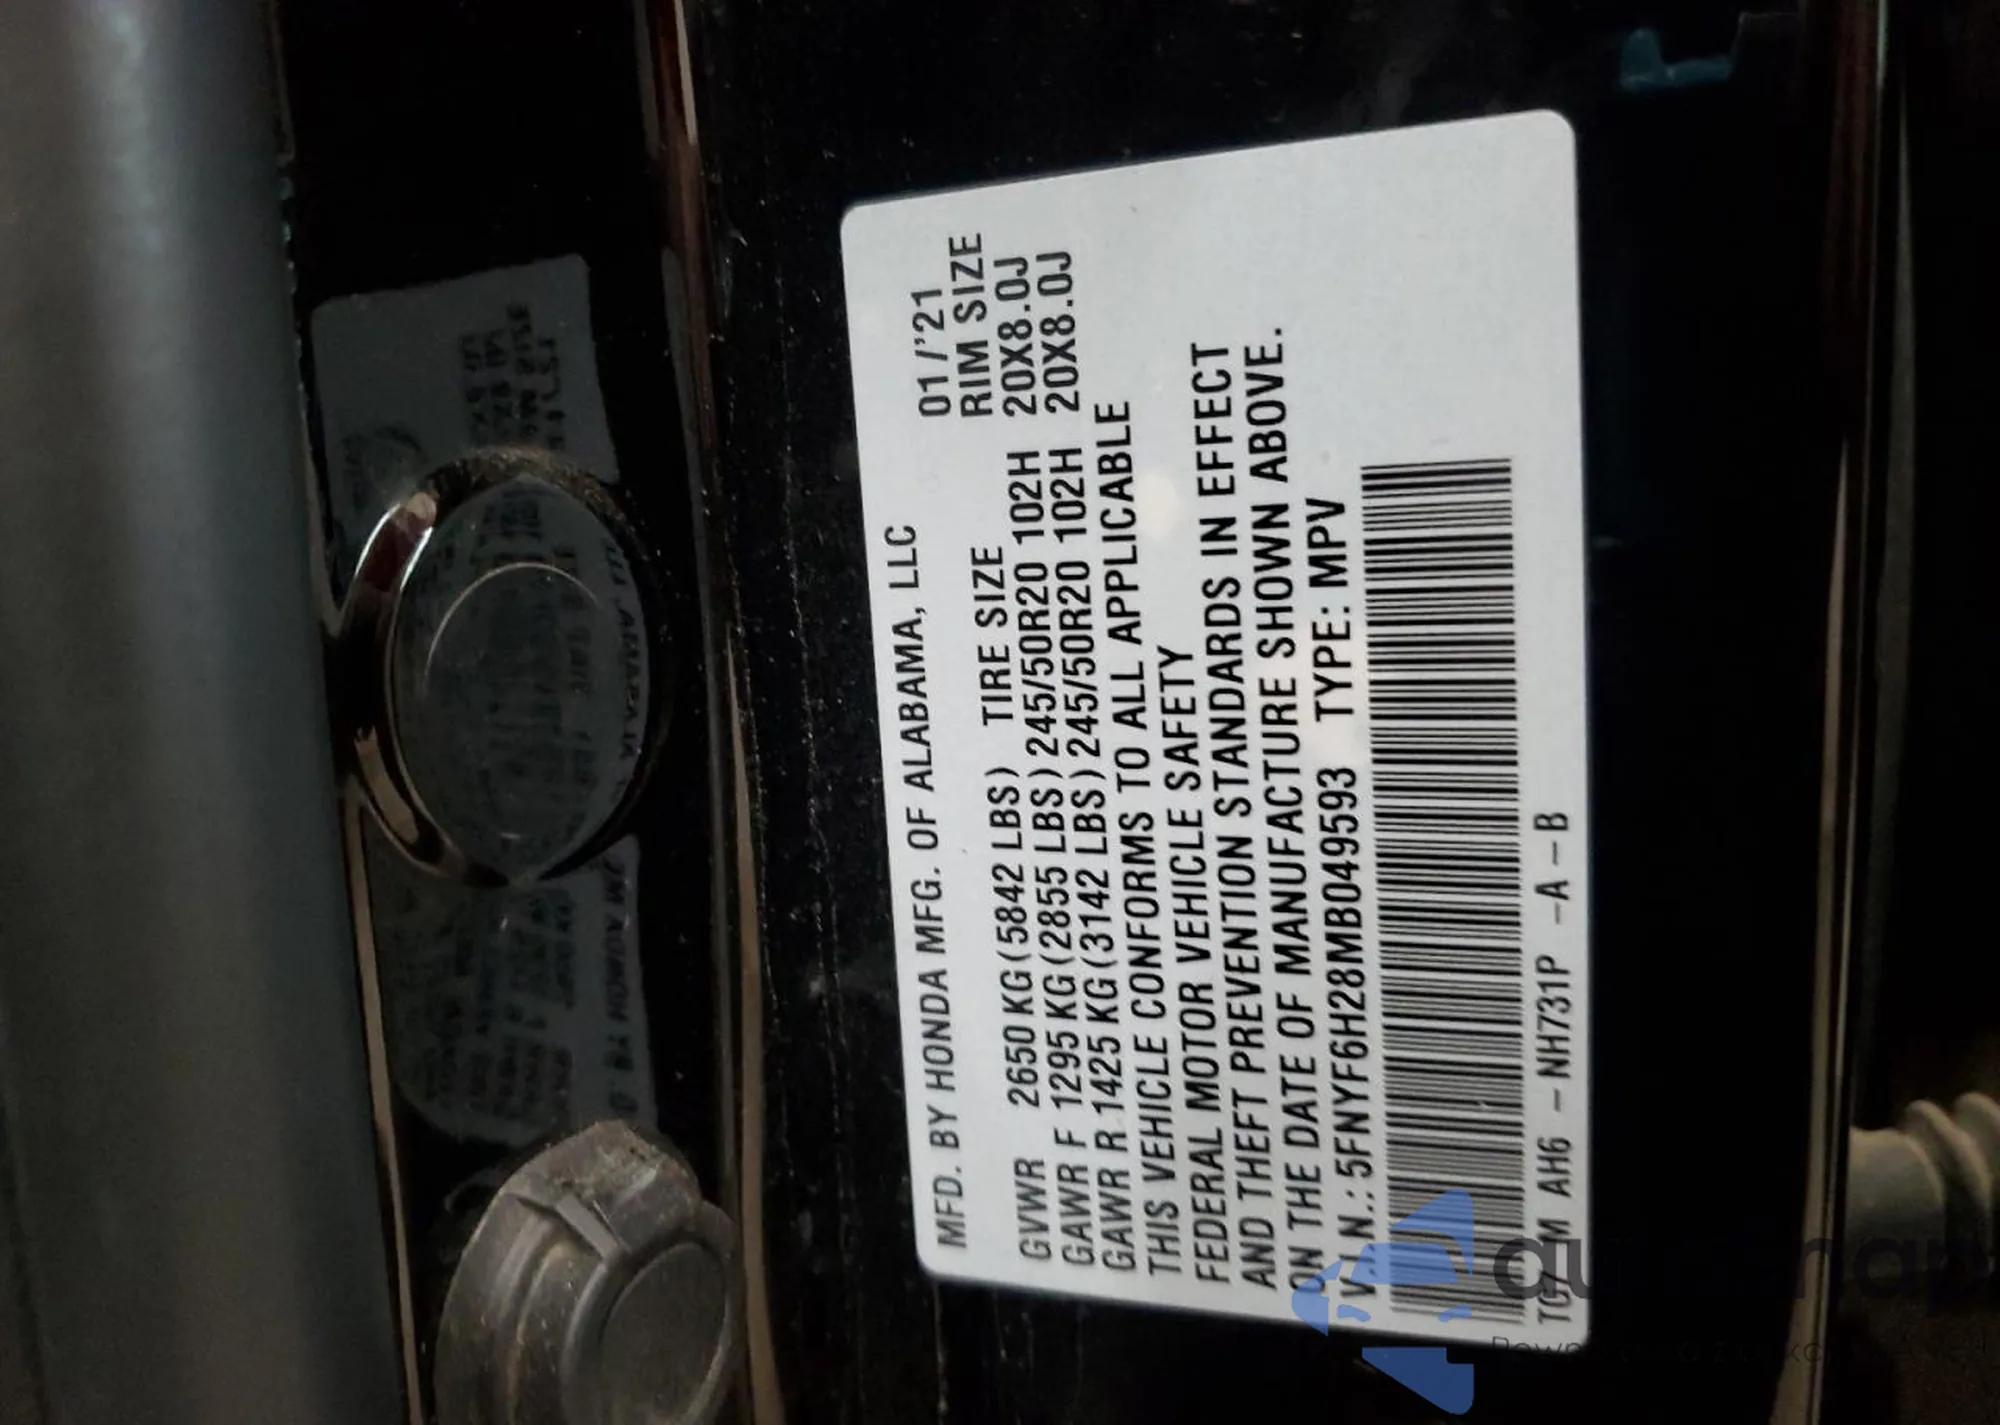 MFD. BY HONDA MFG. OF ALABAMA, LLC 01/'21
TIRE SIZE RIM SIZE
GVWR 2650 KG (5842 LBS)
GAWR F 1295 KG (2855 LBS) 245/50R20 102H 20X8.0J
GAWR R 1425 KG (3142 LBS) 245/50R20 102H 20X8.0J
THIS VEHICLE CONFORMS TO ALL APPLICABLE
FEDERAL MOTOR VEHICLE SAFETY
AND THEFT PREVENTION STANDARDS IN EFFECT
ON THE DATE OF MANUFACTURE SHOWN ABOVE.
V.I.N.: 5FNYF6H28MB049593 TYPE: MPV
AH6 -NH731P -A-B